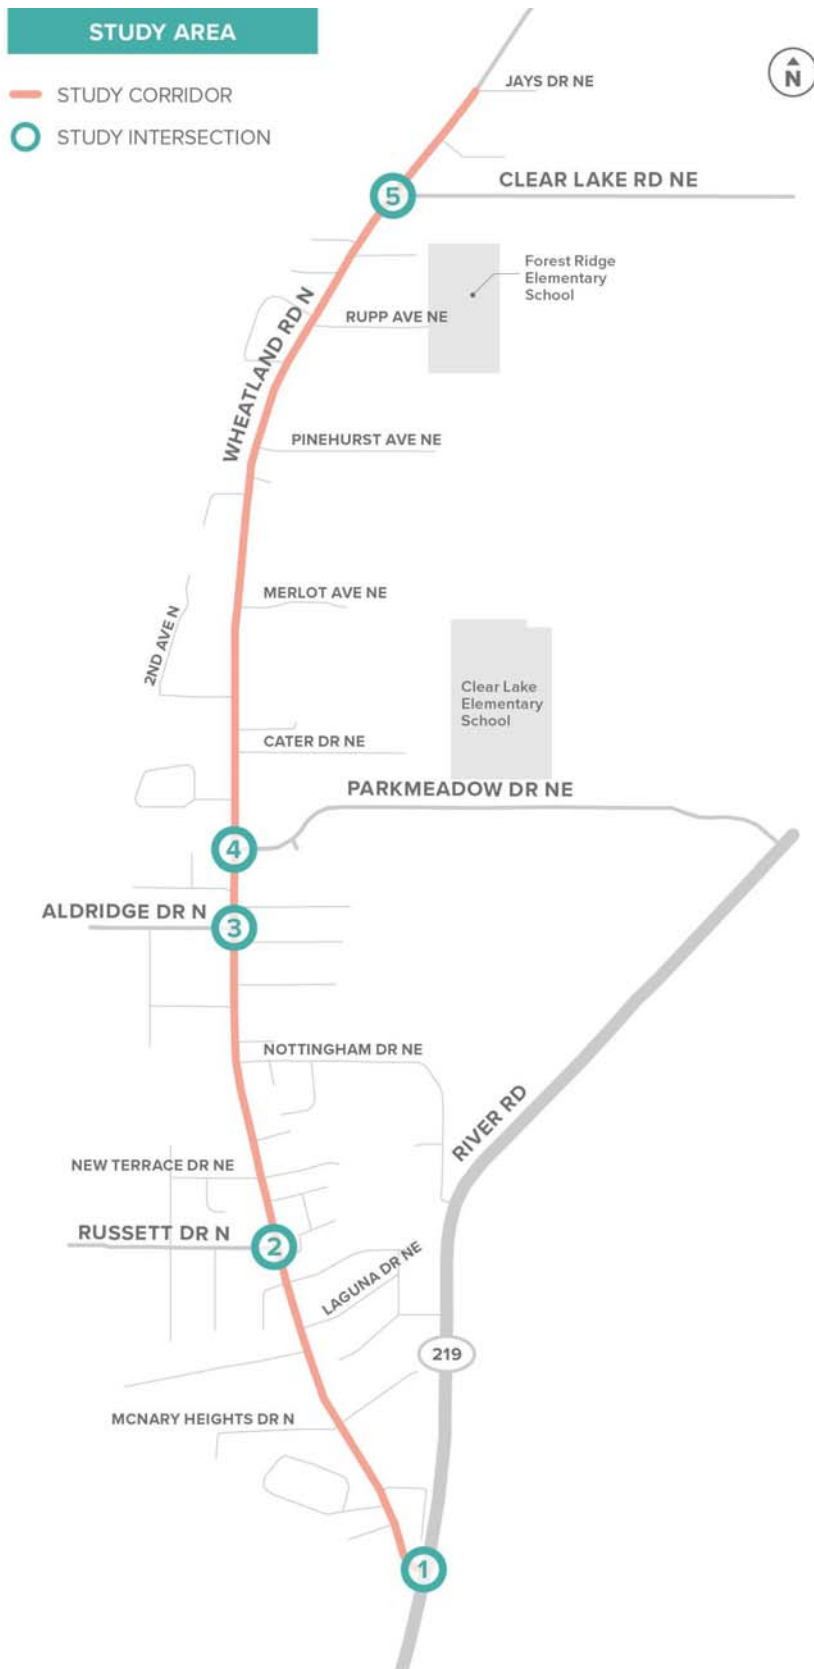 STUDY AREA
STUDY CORRIDOR
STUDY INTERSECTION
N
JAYS DR NE
CLEAR LAKE RD NE
5
Forest Ridge
Elementary
School
WHEATLAND RD N
RUPP AVE NE
PINEHURST AVE NE
MERLOT AVE NE
2ND AVE N
Clear Lake
Elementary
School
CATER DR NE
PARKMEADOW DR NE
4
ALDRIDGE DR N
3
NOTTINGHAM DR NE
RIVER RD
NEW TERRACE DR NE
RUSSETT DR N
2
LAGUNA DR NE
219
MCNARY HEIGHTS DR N
1